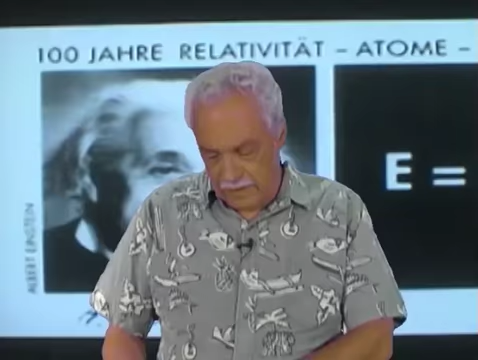 100 JAHRE RELATIVITÄT – ATOME –
ALBERT EINSTEIN
E =